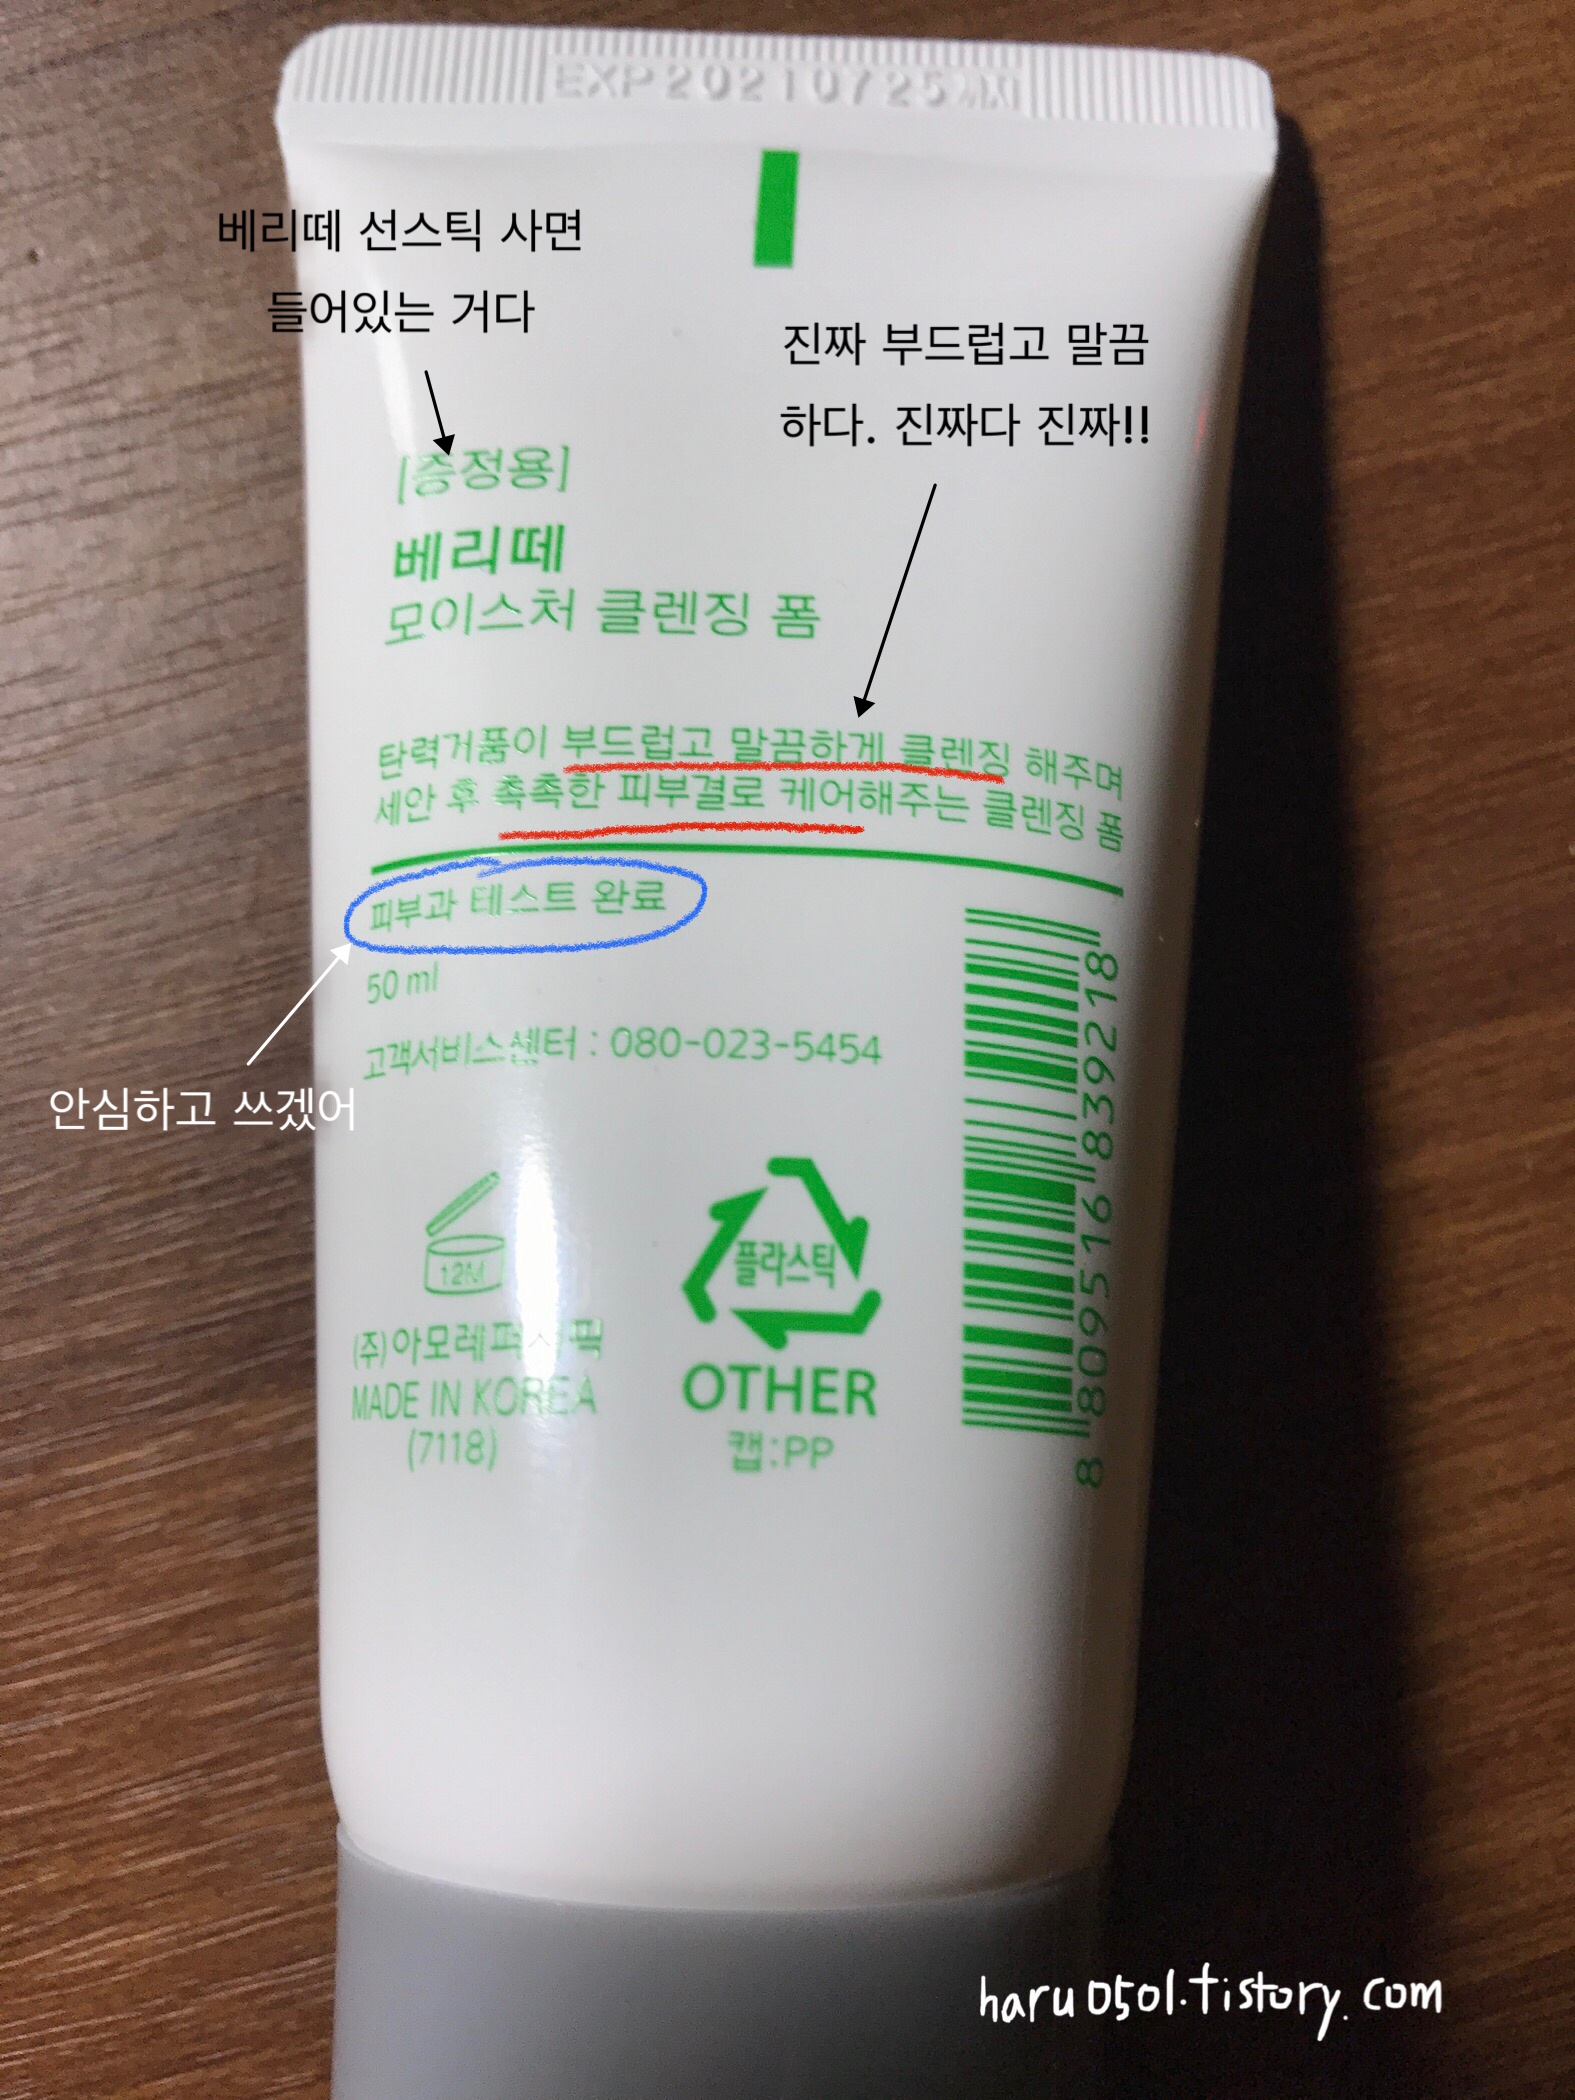 EXP 20210725 까지
베리떼 선스틱 사면
들어있는 거다
진짜 부드럽고 말끔
하다. 진짜다 진짜!!
[증정용]
베리떼
모이스처 클렌징 폼
탄력거품이 부드럽고 말끔하게 클렌징 해주며
세안 후 촉촉한 피부결로 케어해주는 클렌징 폼
피부과 테스트 완료
50 ml
고객서비스센터 : 080-023-5454
안심하고 쓰겠어
12M
(주)아모레퍼시픽
MADE IN KOREA
(7118)
플라스틱
OTHER
캡:PP
8 809516 839218
haru0501.tistory.com